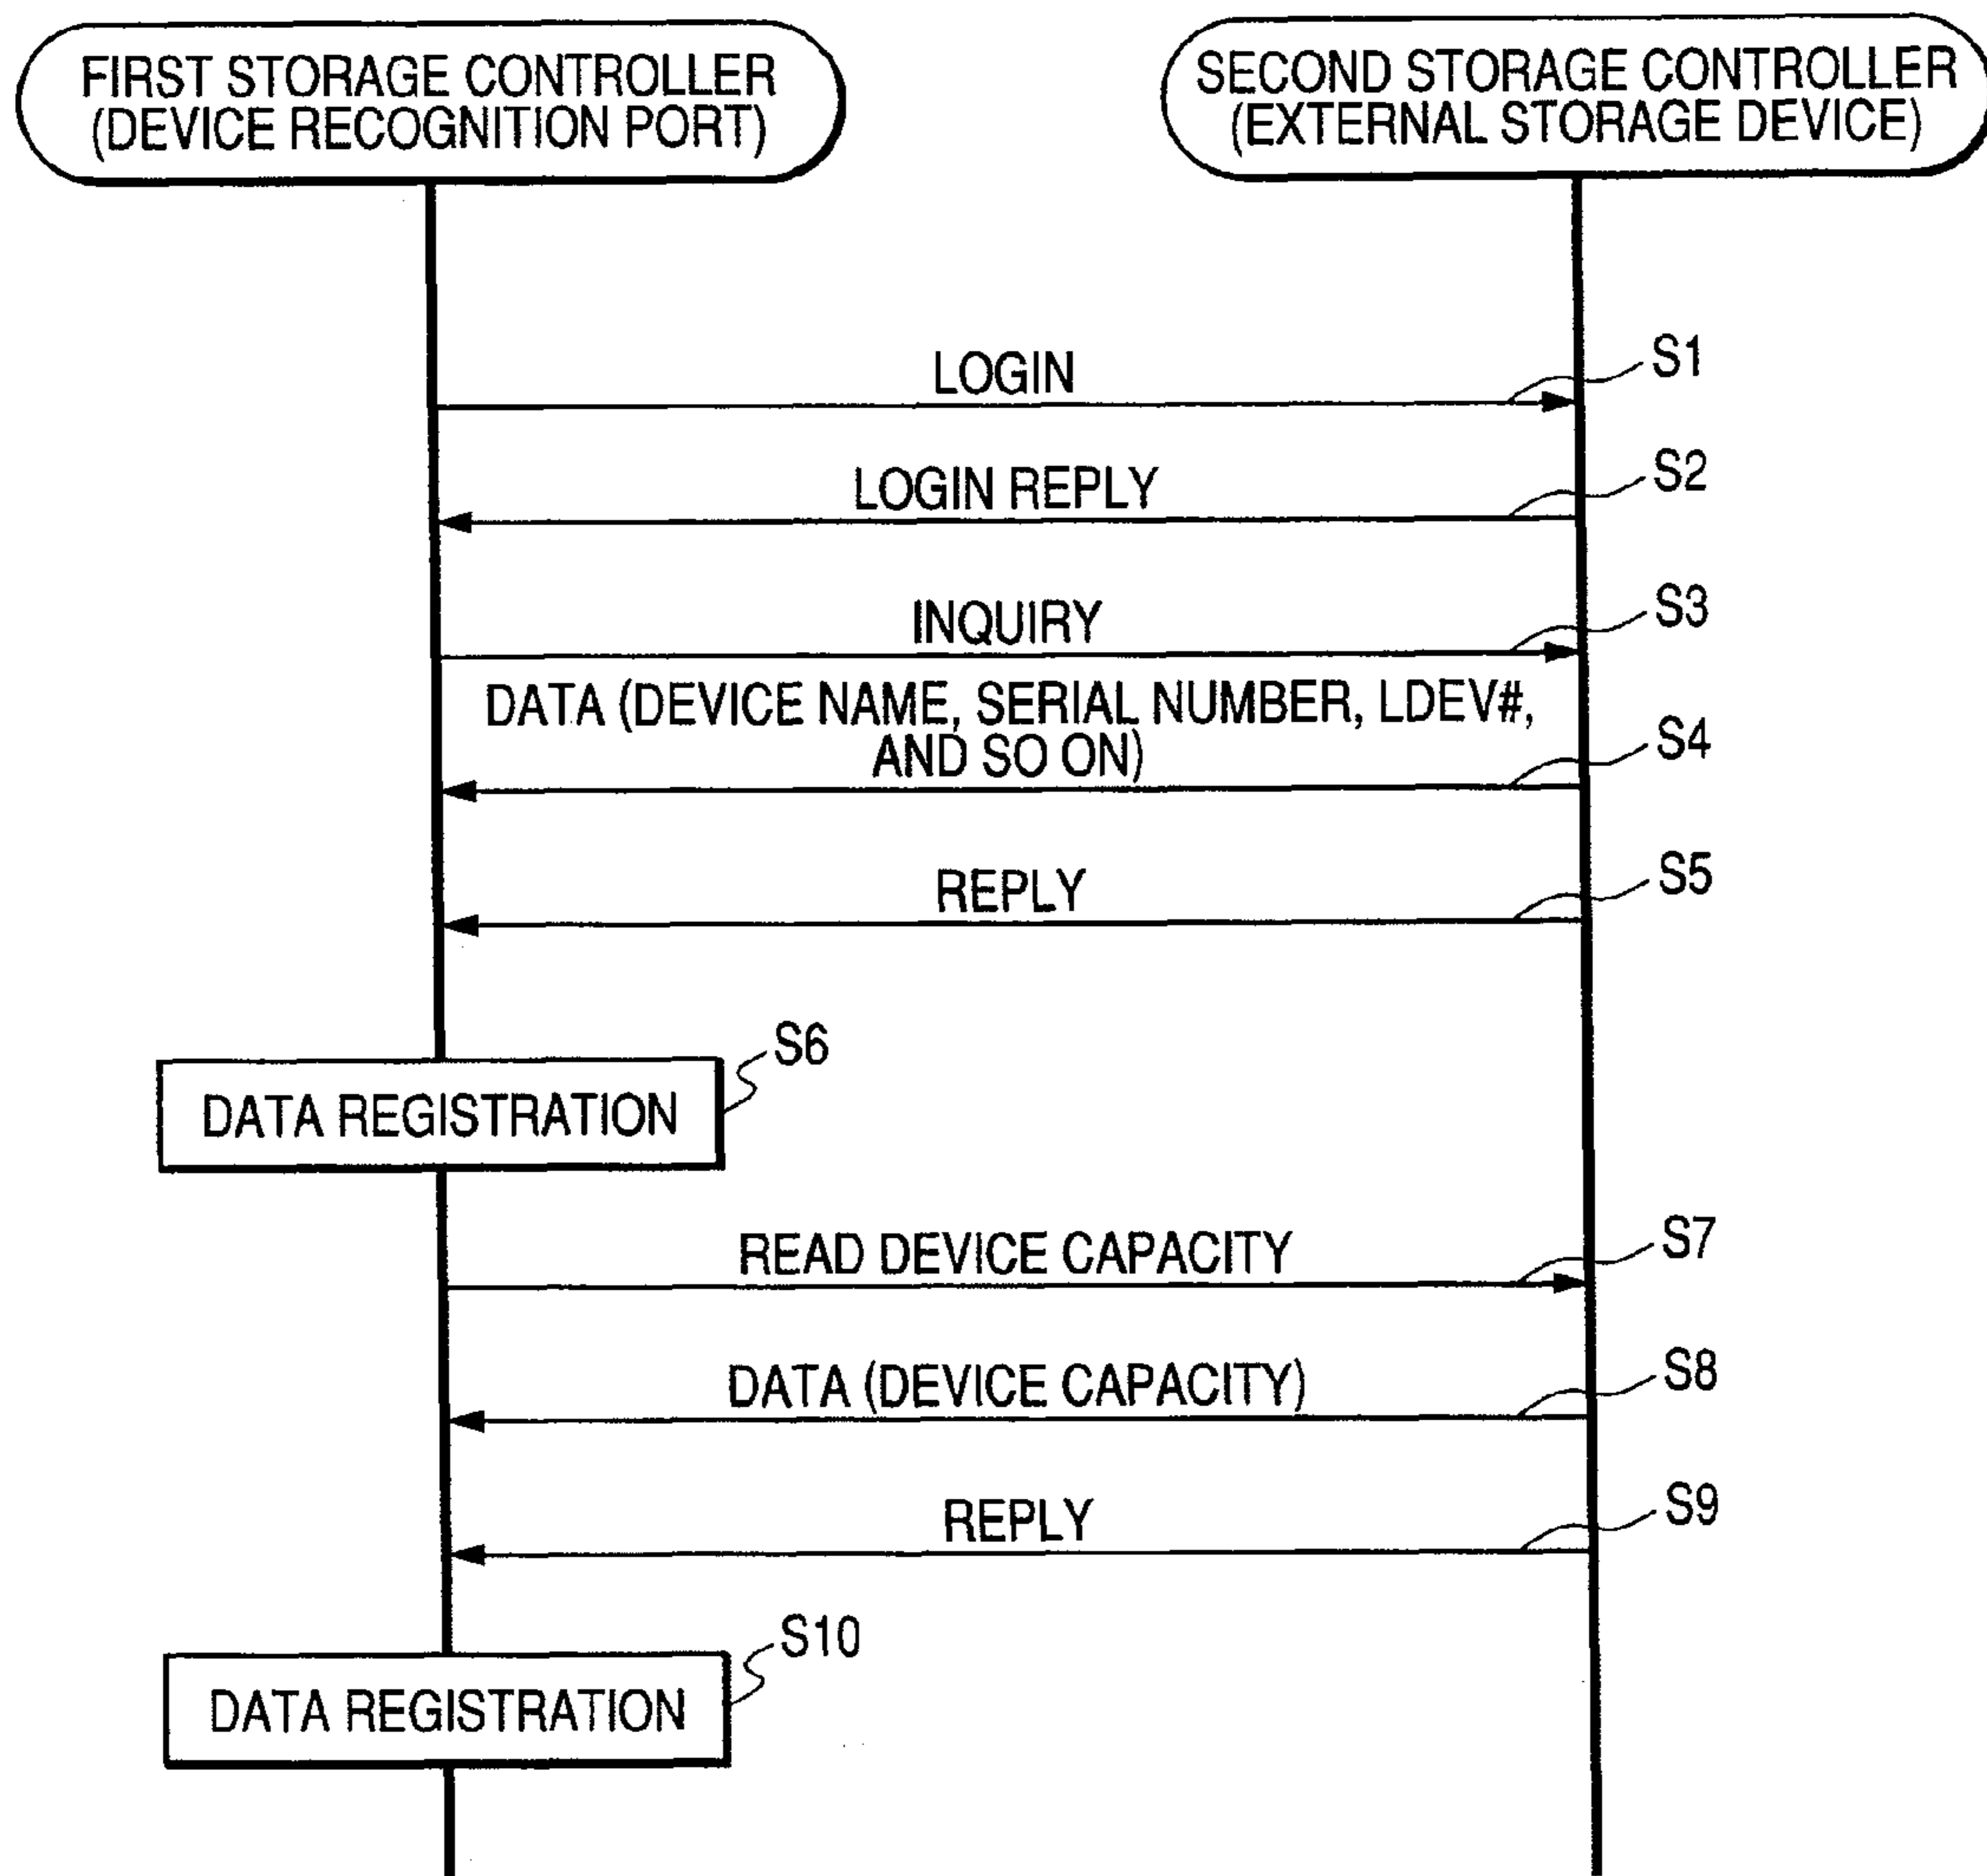 FIRST STORAGE CONTROLLER
(DEVICE RECOGNITION PORT)
SECOND STORAGE CONTROLLER
(EXTERNAL STORAGE DEVICE)
LOGIN
S1
LOGIN REPLY
S2
INQUIRY
S3
DATA (DEVICE NAME, SERIAL NUMBER, LDEV#,
AND SO ON)
S4
REPLY
S5
S6
DATA REGISTRATION
READ DEVICE CAPACITY
S7
DATA (DEVICE CAPACITY)
S8
REPLY
S9
S10
DATA REGISTRATION